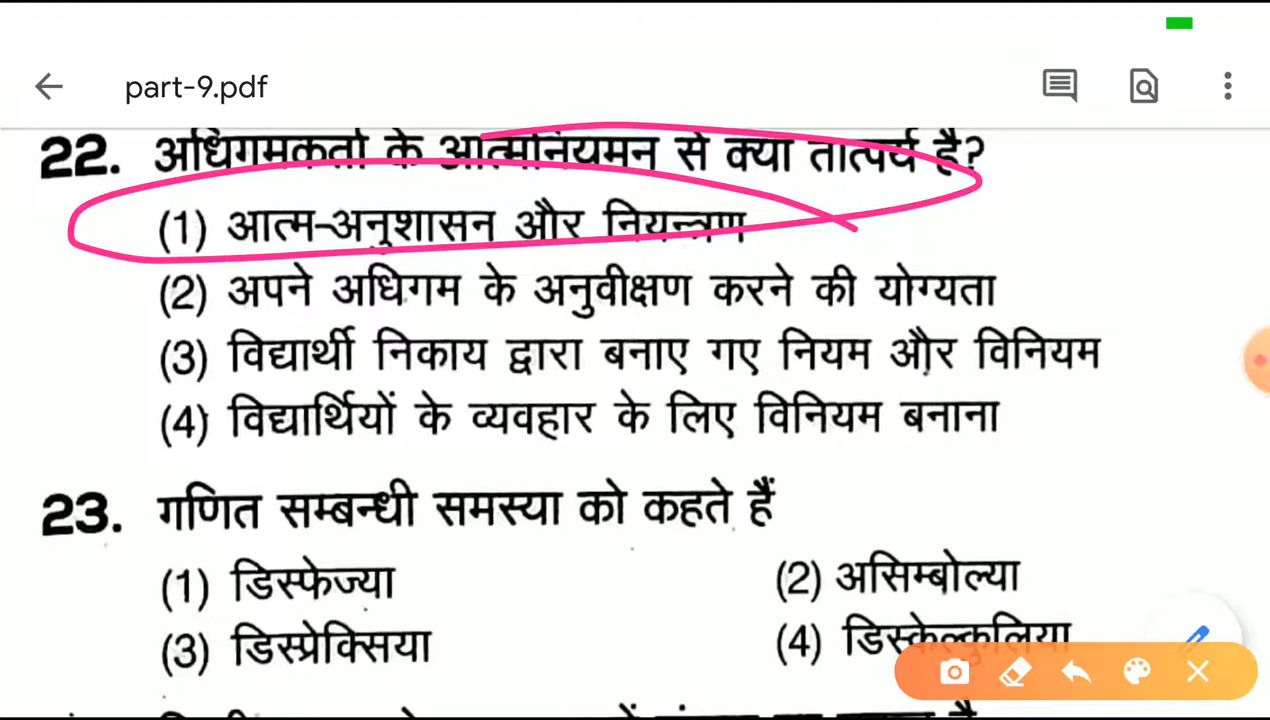 part-9.pdf
22. अधिगमकर्ता के आत्मनियमन से क्या तात्पर्य है?
(1) आत्म-अनुशासन और नियन्त्रण
(2) अपने अधिगम के अनुवीक्षण करने की योग्यता
(3) विद्यार्थी निकाय द्वारा बनाए गए नियम और विनियम
(4) विद्यार्थियों के व्यवहार के लिए विनियम बनाना
23. गणित सम्बन्धी समस्या को कहते हैं
(1) डिस्फेज्या
(2) असिम्बोल्या
(3) डिस्प्रेक्सिया
(4) डिस्केल्कुलिया